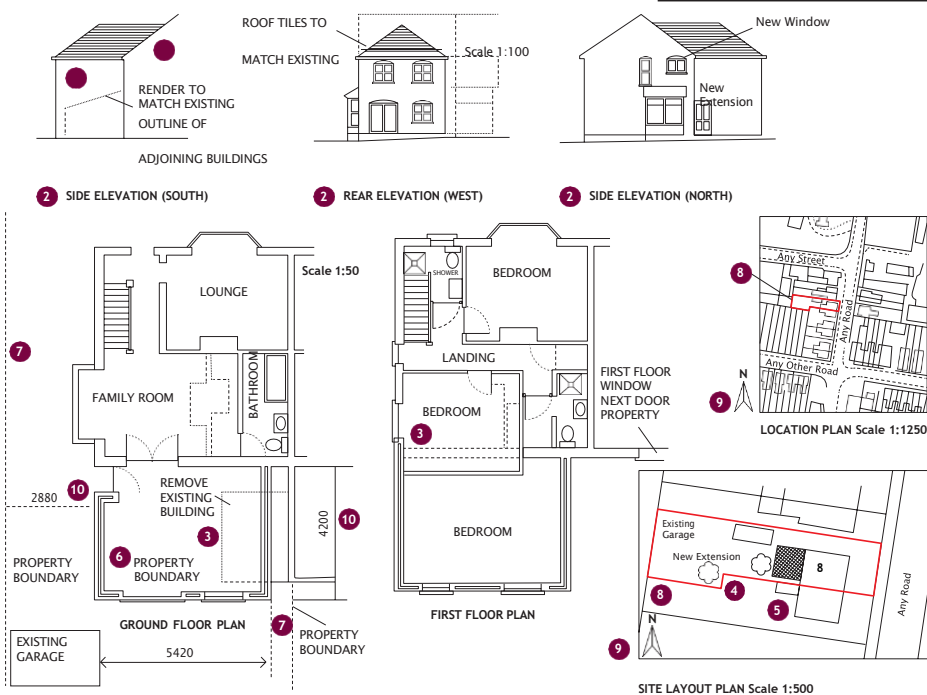 RENDER TO
MATCH EXISTING
OUTLINE OF
ADJOINING BUILDINGS
2 SIDE ELEVATION (SOUTH)
ROOF TILES TO
MATCH EXISTING
Scale 1:100
2 REAR ELEVATION (WEST)
New Window
New
Extension
2 SIDE ELEVATION (NORTH)
Scale 1:50
LOUNGE
7
FAMILY ROOM
BATHROOM
10
2880
REMOVE
EXISTING
BUILDING
3
4200
10
6
PROPERTY
BOUNDARY
PROPERTY
BOUNDARY
GROUND FLOOR PLAN
7
PROPERTY
BOUNDARY
EXISTING
GARAGE
5420
SHOWER
BEDROOM
LANDING
BEDROOM
3
FIRST FLOOR
WINDOW
NEXT DOOR
PROPERTY
BEDROOM
FIRST FLOOR PLAN
Any Street
8
Any Road
Any Other Road
N
9
LOCATION PLAN Scale 1:1250
Existing
Garage
New Extension
8
4
8
5
Any Road
N
9
SITE LAYOUT PLAN Scale 1:500